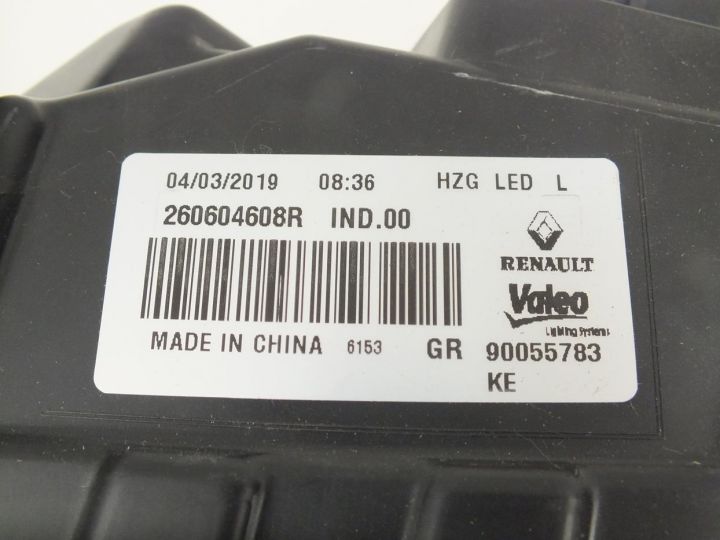 04/03/2019 08:36 HZG LED L
260604608R IND.00
RENAULT
Valeo
Lighting Systems
MADE IN CHINA 6153 GR 90055783
KE